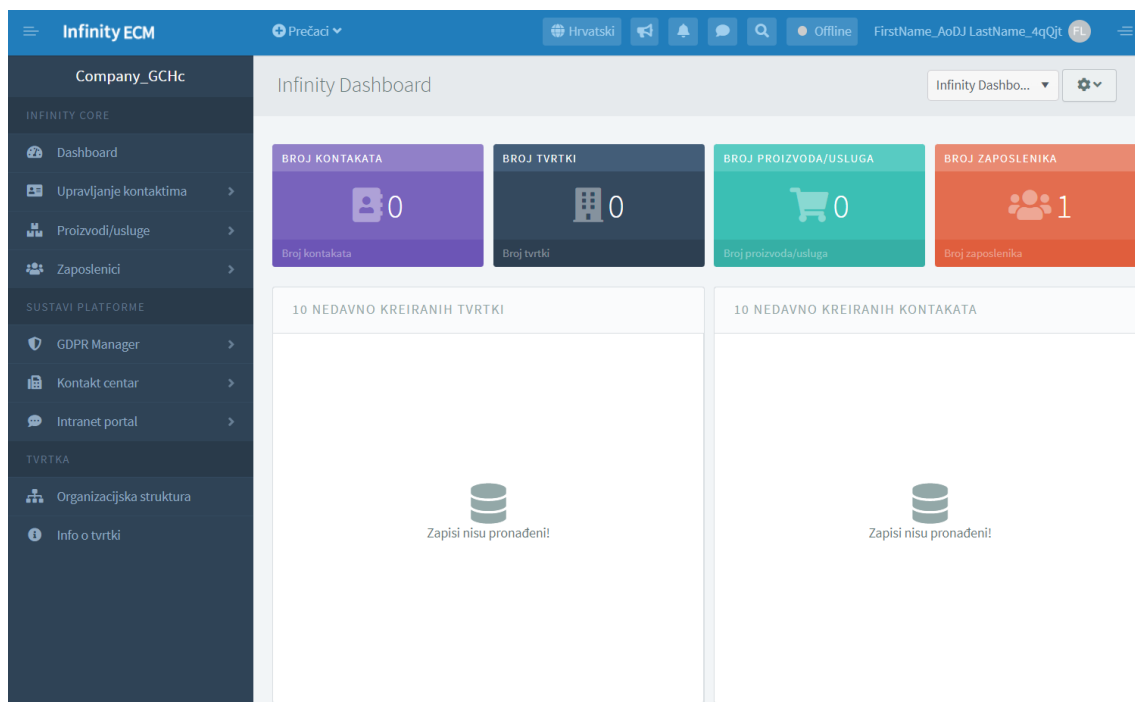 Infinity ECM
Prečaci
Hrvatski
Offline
FirstName_AoDJ LastName_4qQjt FL
Company_GCHc
INFINITY CORE
Dashboard
Upravljanje kontaktima
Proizvodi/usluge
Zaposlenici
SUSTAVI PLATFORME
GDPR Manager
Kontakt centar
Intranet portal
TVRTKA
Organizacijska struktura
Info o tvrtki
Infinity Dashboard
Infinity Dashbo...
BROJ KONTAKATA
0
Broj kontakata
BROJ TVRTKI
0
Broj tvrtki
BROJ PROIZVODA/USLUGA
0
Broj proizvoda/usluga
BROJ ZAPOSLENIKA
1
Broj zaposlenika
10 NEDAVNO KREIRANIH TVRTKI
Zapisi nisu pronađeni!
10 NEDAVNO KREIRANIH KONTAKATA
Zapisi nisu pronađeni!